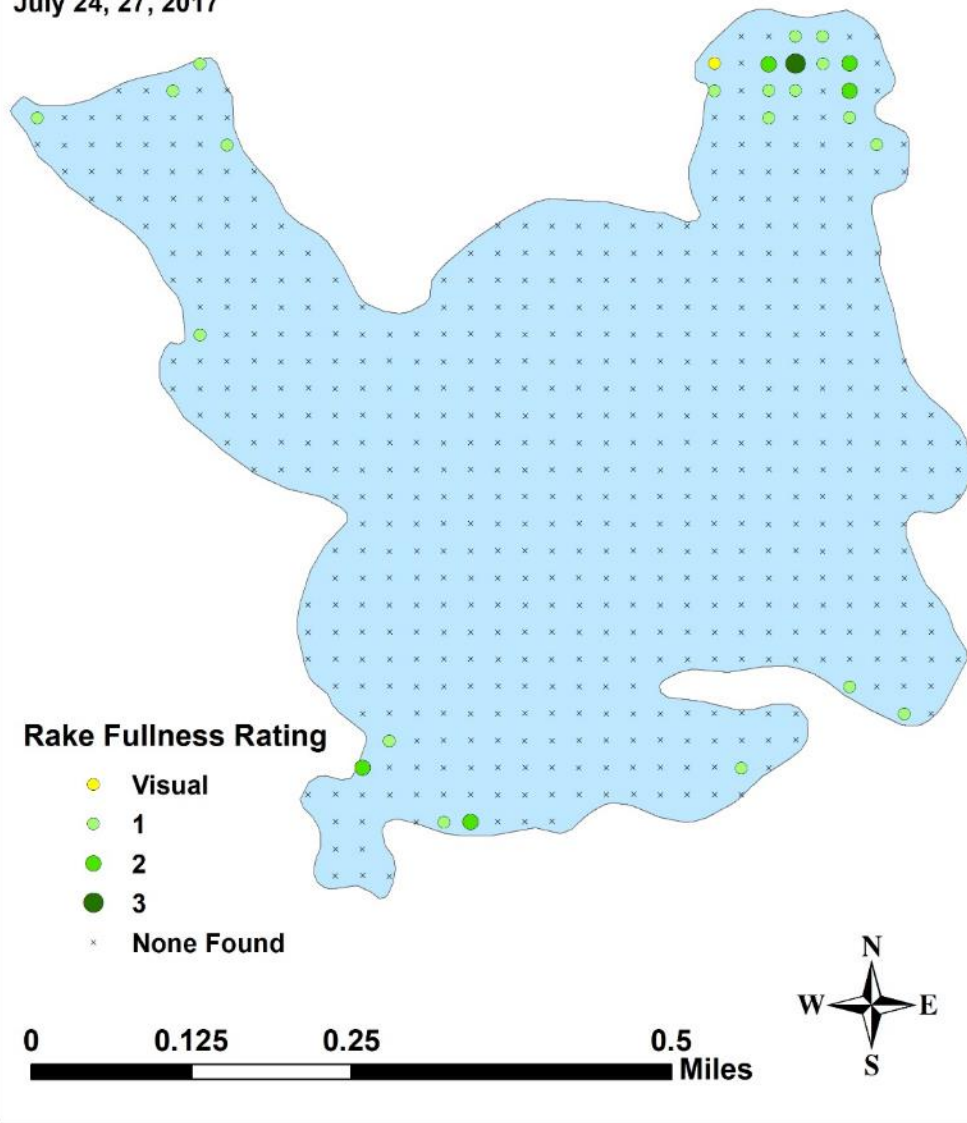 July 24, 27, 2017
Rake Fullness Rating
Visual
1
2
3
None Found
N
W E
S
0 0.125 0.25 0.5
Miles